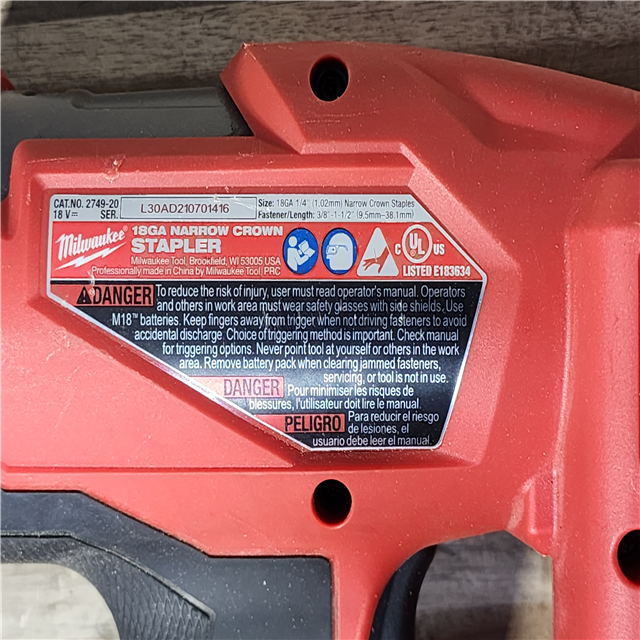 CAT.NO. 2749-20
18 V⎓ SER. L30AD210701416
Size: 18GA 1/4" (1.02mm) Narrow Crown Staples
Fastener/Length: 3/8"-1-1/2" (9.5mm-38.1mm)
Milwaukee
18GA NARROW CROWN
STAPLER
Milwaukee Tool, Brookfield, WI 53005 USA
Professionally made in China by Milwaukee Tool PRC
C UL US
LISTED E183634
DANGER To reduce the risk of injury, user must read operator's manual. Operators
and others in work area must wear safety glasses with side shields. Use
M18™ batteries. Keep fingers away from trigger when not driving fasteners to avoid
accidental discharge. Choice of triggering method is important. Check manual
for triggering options. Never point tool at yourself or others in the work
area. Remove battery pack when clearing jammed fasteners,
servicing, or tool is not in use.
DANGER Pour minimiser les risques de
blessures, l'utilisateur doit lire le manual.
PELIGRO Para reducir el riesgo
de lesiones, el
usuario debe leer el manual.